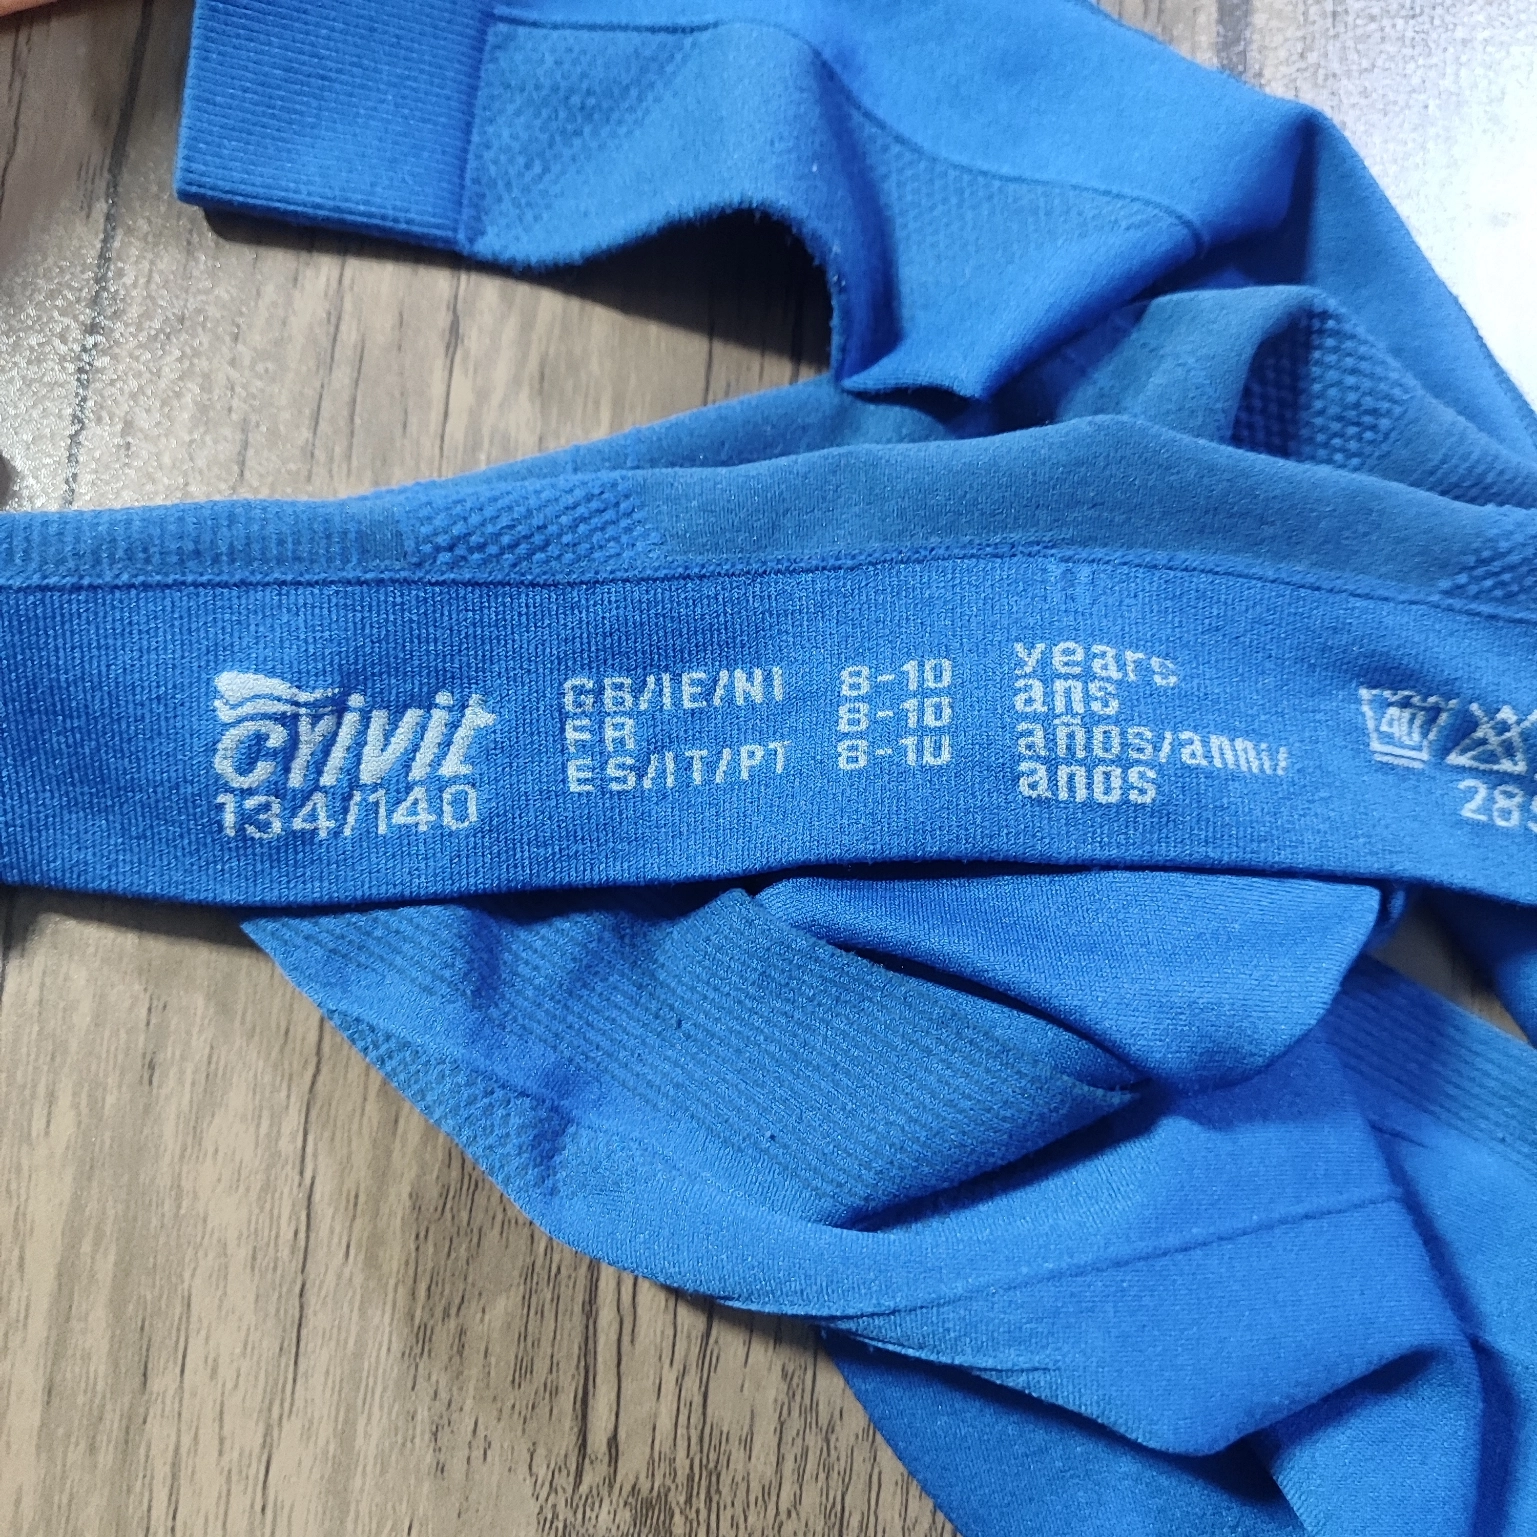 crivit
134/140
GB/IE/NI 8-10 years
FR 8-10 ans
ES/IT/PT 8-10 años/anni/
anos
40